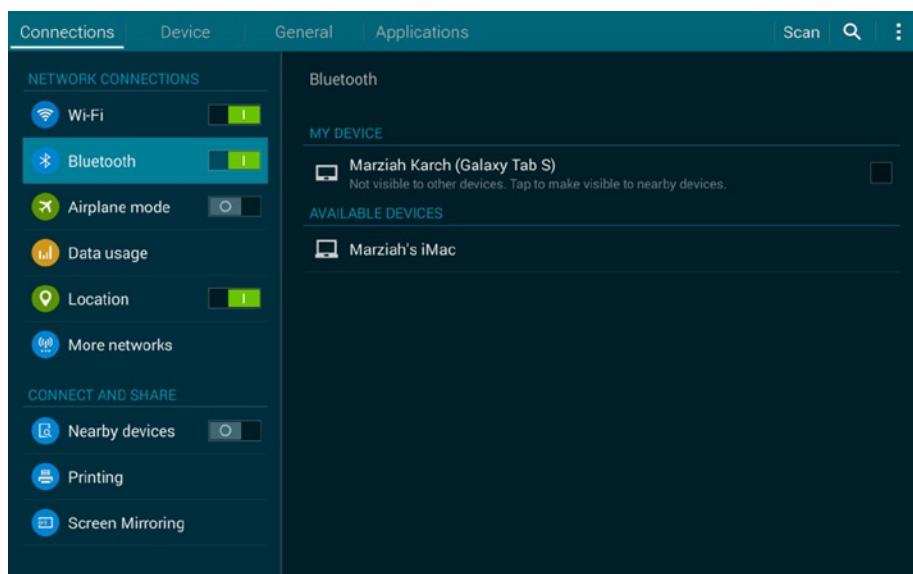 Connections Device General Applications Scan
NETWORK CONNECTIONS
Wi-Fi
Bluetooth
Airplane mode
Data usage
Location
More networks
CONNECT AND SHARE
Nearby devices
Printing
Screen Mirroring
Bluetooth
MY DEVICE
Marziah Karch (Galaxy Tab S)
Not visible to other devices. Tap to make visible to nearby devices.
AVAILABLE DEVICES
Marziah's iMac